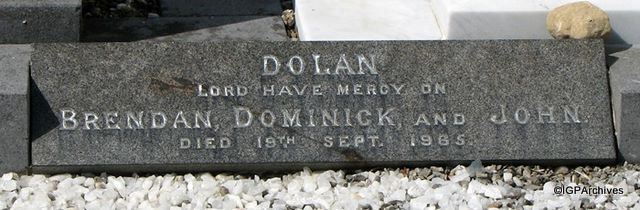 DOLAN
LORD HAVE MERCY ON
BRENDAN, DOMINICK, AND JOHN.
DIED 19TH SEPT. 1985.
©IGPArchives